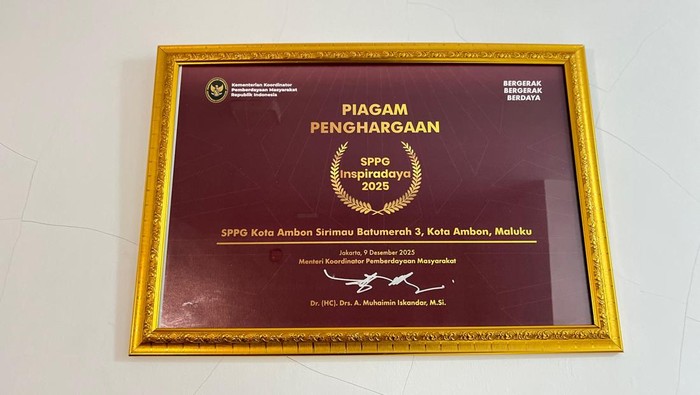 Kementerian Koordinator
Pemberdayaan Masyarakat
Republik Indonesia
BERGERAK
BERGERAK
BERDAYA
PIAGAM
PENGHARGAAN
SPPG
Inspiradaya
2025
SPPG Kota Ambon Sirimau Batumerah 3, Kota Ambon, Maluku
Jakarta, 9 Desember 2025
Menteri Koordinator Pemberdayaan Masyarakat
Dr. (HC). Drs. A. Muhaimin Iskandar, M.Si.